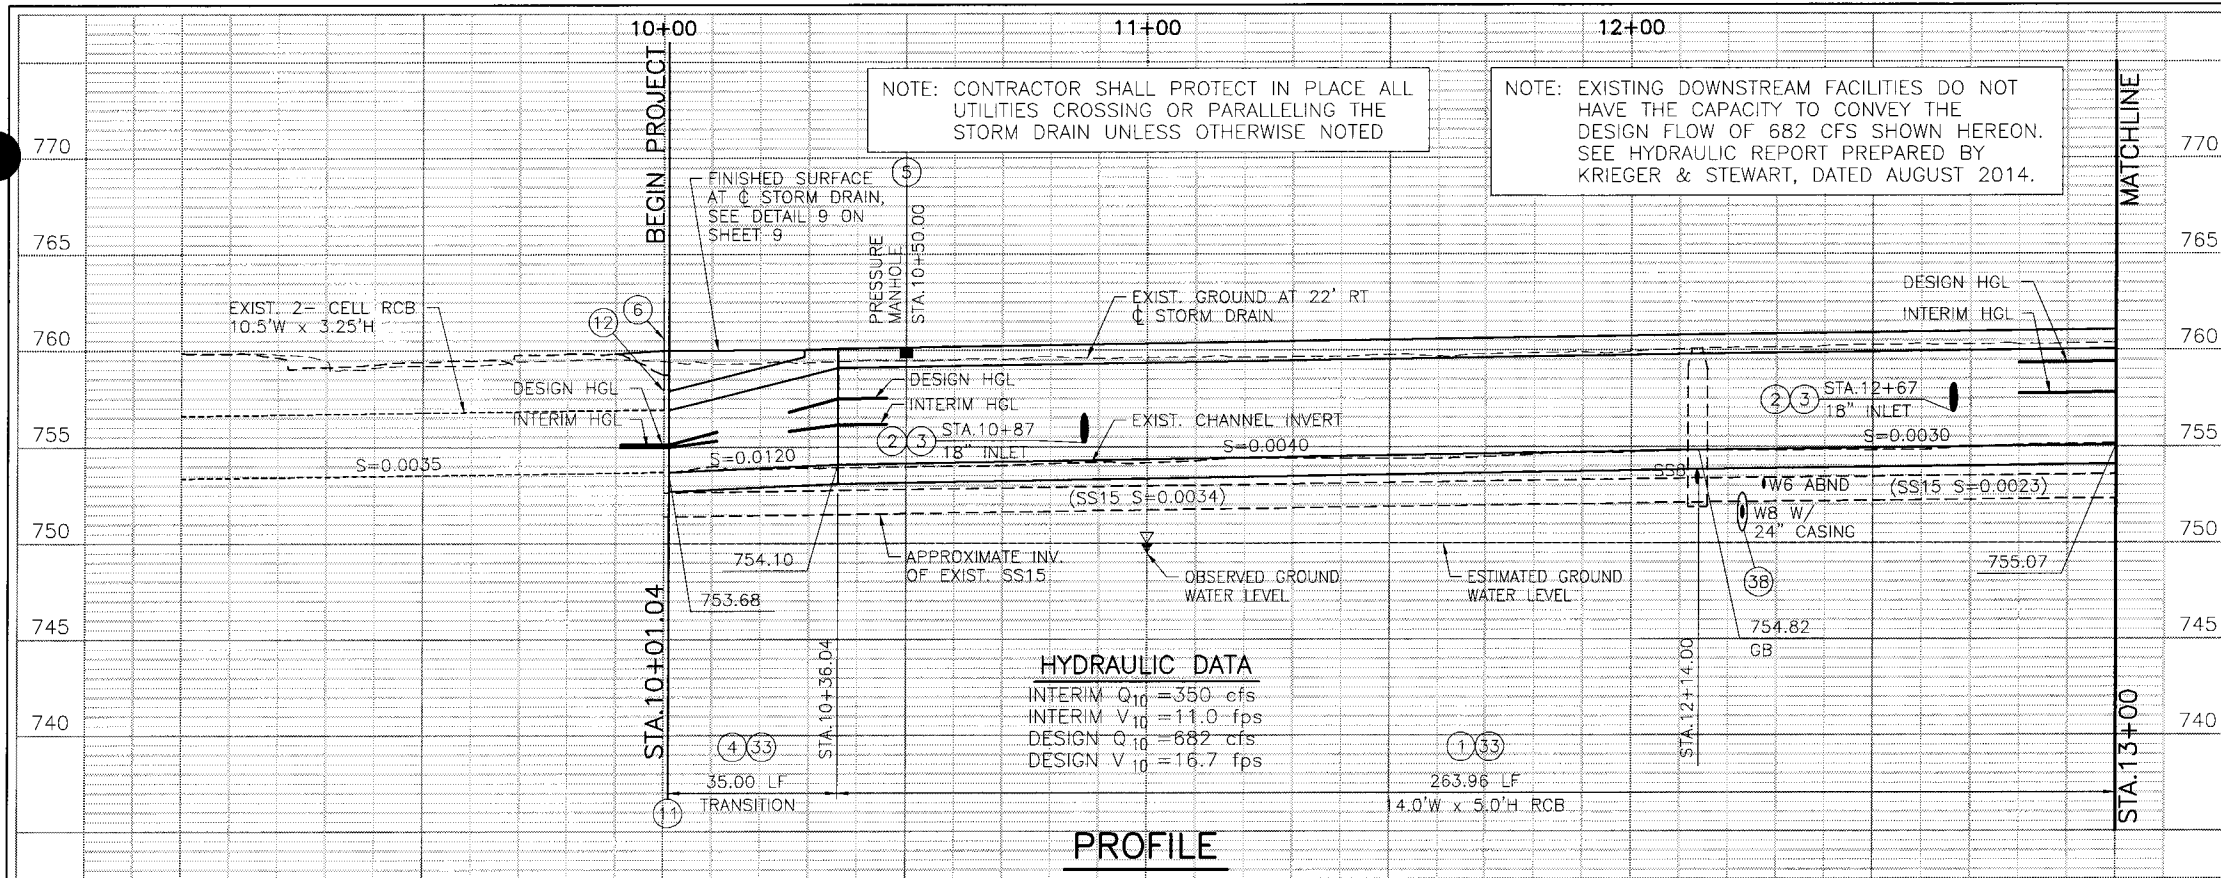 10+00
11+00
12+00
BEGIN PROJECT
MATCHLINE
NOTE: CONTRACTOR SHALL PROTECT IN PLACE ALL
UTILITIES CROSSING OR PARALLELING THE
STORM DRAIN UNLESS OTHERWISE NOTED
NOTE: EXISTING DOWNSTREAM FACILITIES DO NOT
HAVE THE CAPACITY TO CONVEY THE
DESIGN FLOW OF 682 CFS SHOWN HEREON.
SEE HYDRAULIC REPORT PREPARED BY
KRIEGER & STEWART, DATED AUGUST 2014.
770
770
FINISHED SURFACE
AT ℄ STORM DRAIN,
SEE DETAIL 9 ON
SHEET 9
5
PRESSURE
MANHOLE
STA.10+50.00
765
765
EXIST. 2- CELL RCB
10.5'W x 3.25'H
6
12
EXIST. GROUND AT 22' RT
℄ STORM DRAIN
DESIGN HGL
INTERIM HGL
760
760
DESIGN HGL
INTERIM HGL
DESIGN HGL
INTERIM HGL
2 3 STA.10+87
18" INLET
EXIST. CHANNEL INVERT
2 3 STA.12+67
18" INLET
755
755
S=0.0035
S=0.0120
S=0.0040
S=0.0030
SS8
(SS15 S=0.0034)
W6 ABND
(SS15 S=0.0023)
W8 W/
24" CASING
750
750
754.10
APPROXIMATE INV.
OF EXIST. SS15
OBSERVED GROUND
WATER LEVEL
ESTIMATED GROUND
WATER LEVEL
38
755.07
753.68
754.82
GB
745
745
STA.10+01.04
STA.10+36.04
STA.12+14.00
STA.13+00
HYDRAULIC DATA
INTERIM Q10 =350 cfs
INTERIM V10 =11.0 fps
DESIGN Q10 =682 cfs
DESIGN V10 =16.7 fps
740
740
4 33
1 33
35.00 LF
TRANSITION
263.96 LF
14.0'W x 5.0'H RCB
11
PROFILE